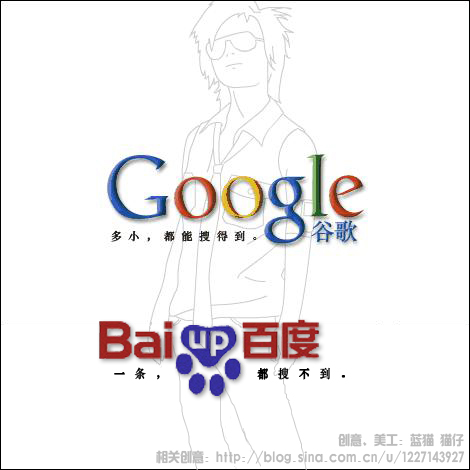 Google
谷歌
多小，都能搜得到。
Bai up 百度
一条，都搜不到。
创意、美工：蓝猫 猫仔
相关创意：http://blog.sina.com.cn/u/1227143927